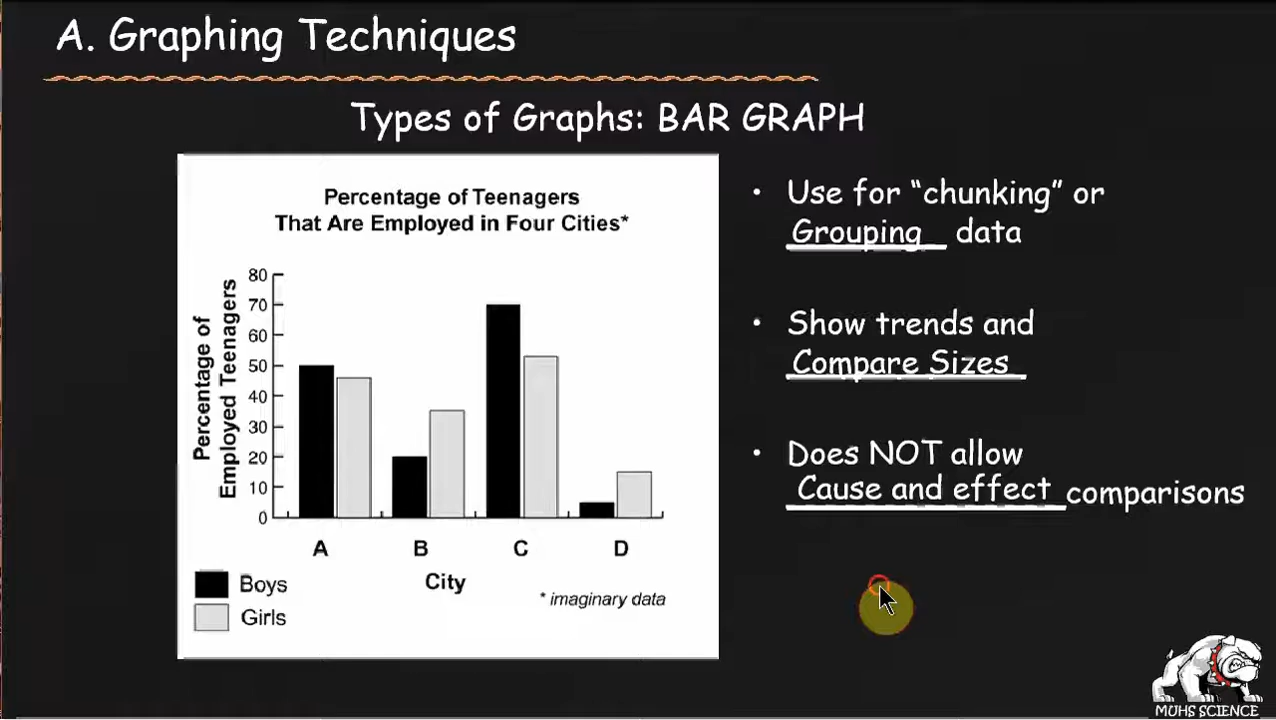 A. Graphing Techniques
Types of Graphs: BAR GRAPH
Percentage of Teenagers
That Are Employed in Four Cities*
Percentage of
Employed Teenagers
80
70
60
50
40
30
20
10
0
A B C D
City
Boys
Girls
* imaginary data
• Use for “chunking” or
Grouping data
• Show trends and
Compare Sizes
• Does NOT allow
Cause and effect comparisons
MUHS SCIENCE